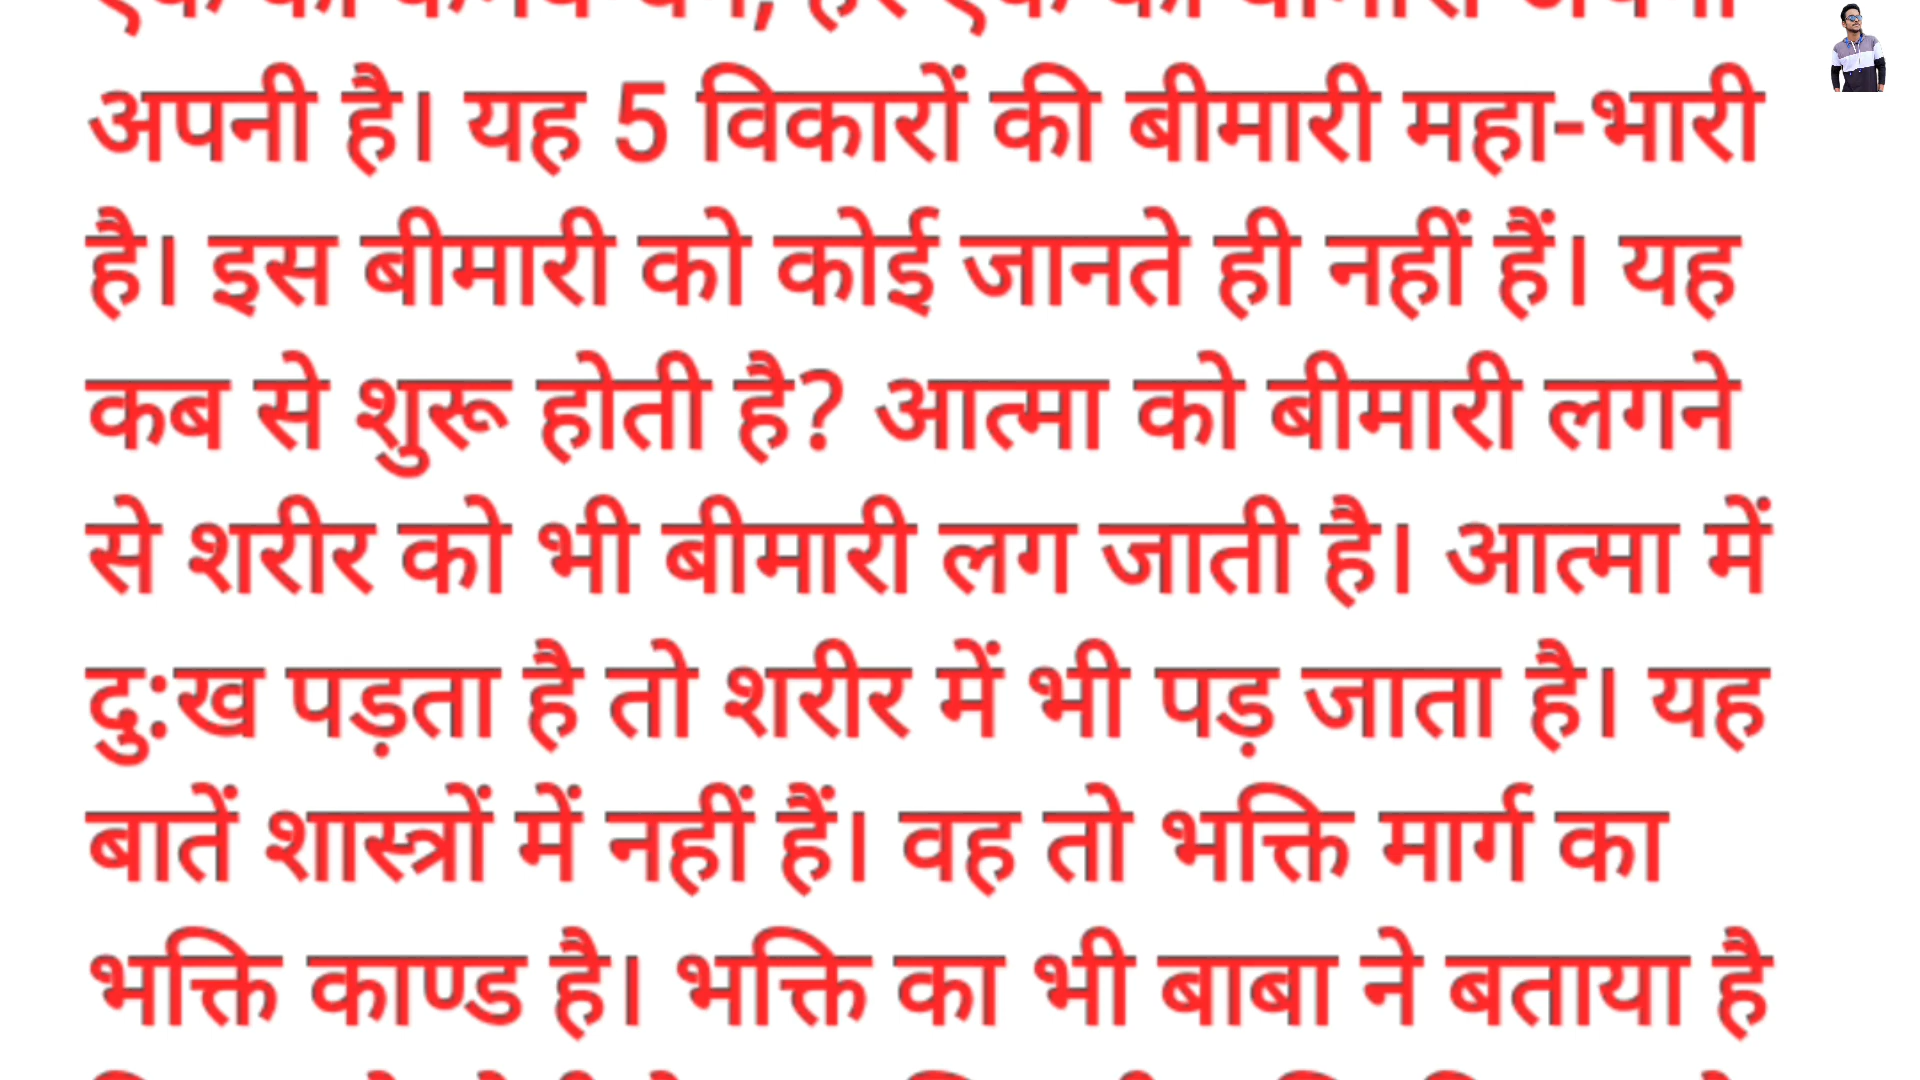 अपनी है। यह 5 विकारों की बीमारी महा-भारी
है। इस बीमारी को कोई जानते ही नहीं हैं। यह
कब से शुरू होती है? आत्मा को बीमारी लगने
से शरीर को भी बीमारी लग जाती है। आत्मा में
दु:ख पड़ता है तो शरीर में भी पड़ जाता है। यह
बातें शास्त्रों में नहीं हैं। वह तो भक्ति मार्ग का
भक्ति काण्ड है। भक्ति का भी बाबा ने बताया है